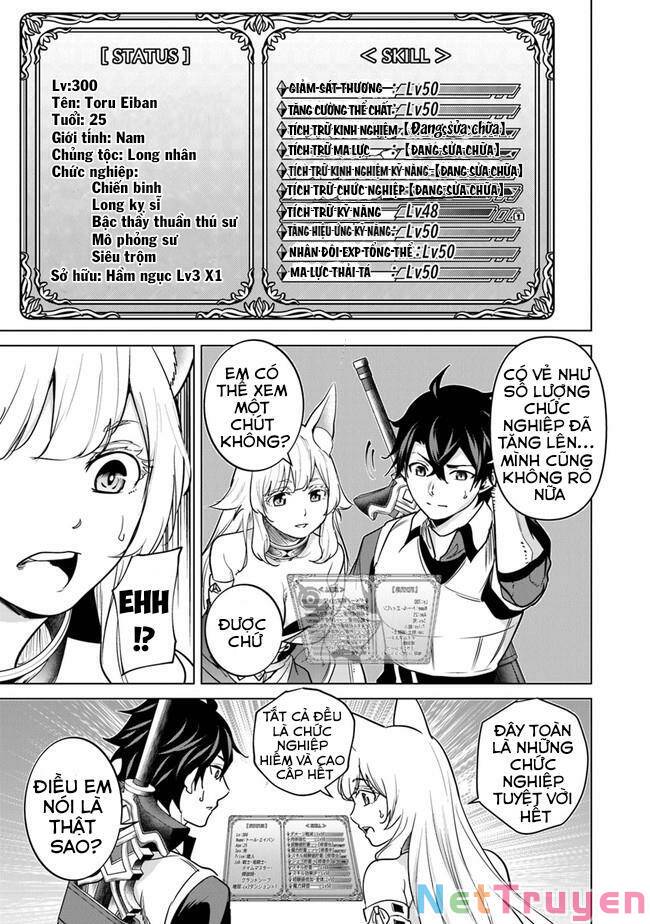 [ STATUS ]
Lv:300
Tên: Toru Eiban
Tuổi: 25
Giới tính: Nam
Chủng tộc: Long nhân
Chức nghiệp:
Chiến binh
Long kỵ sĩ
Bậc thầy thuần thú sư
Mô phỏng sư
Siêu trộm
Sở hữu: Hầm ngục Lv3 X1
< SKILL >
GIẢM SÁT THƯƠNG : Lv50
TĂNG CƯỜNG THỂ CHẤT : Lv50
TÍCH TRỮ KINH NGHIỆM【Đang sửa chữa】
TÍCH TRỮ MA LỰC 【ĐANG SỬA CHỮA】
TÍCH TRỮ KINH NGHIỆM KỸ NĂNG【ĐANG SỬA CHỮA】
TÍCH TRỮ CHỨC NGHIỆP【ĐANG SỬA CHỮA】
TÍCH TRỮ KỸ NĂNG : Lv48
TĂNG HIỆU ỨNG KỸ NĂNG : Lv50
NHÂN ĐÔI EXP TỔNG THỂ : Lv50
MA LỰC THÁI TÁ : Lv50
CÓ VẺ NHƯ
SỐ LƯỢNG
CHỨC
NGHIỆP ĐÃ
TĂNG LÊN...
MÌNH CŨNG
KHÔNG RÕ
NỮA
EM CÓ
THỂ XEM
MỘT
CHÚT
KHÔNG?
ĐƯỢC
CHỨ
EHH
!?
ĐÂY TOÀN
LÀ NHỮNG
CHỨC
NGHIỆP
TUYỆT VỜI
HẾT
TẤT CẢ ĐỀU
LÀ CHỨC
NGHIỆP
HIẾM VÀ CAO
CẤP HẾT
ĐIỀU EM
NÓI LÀ
THẬT
SAO?
NetTruyen